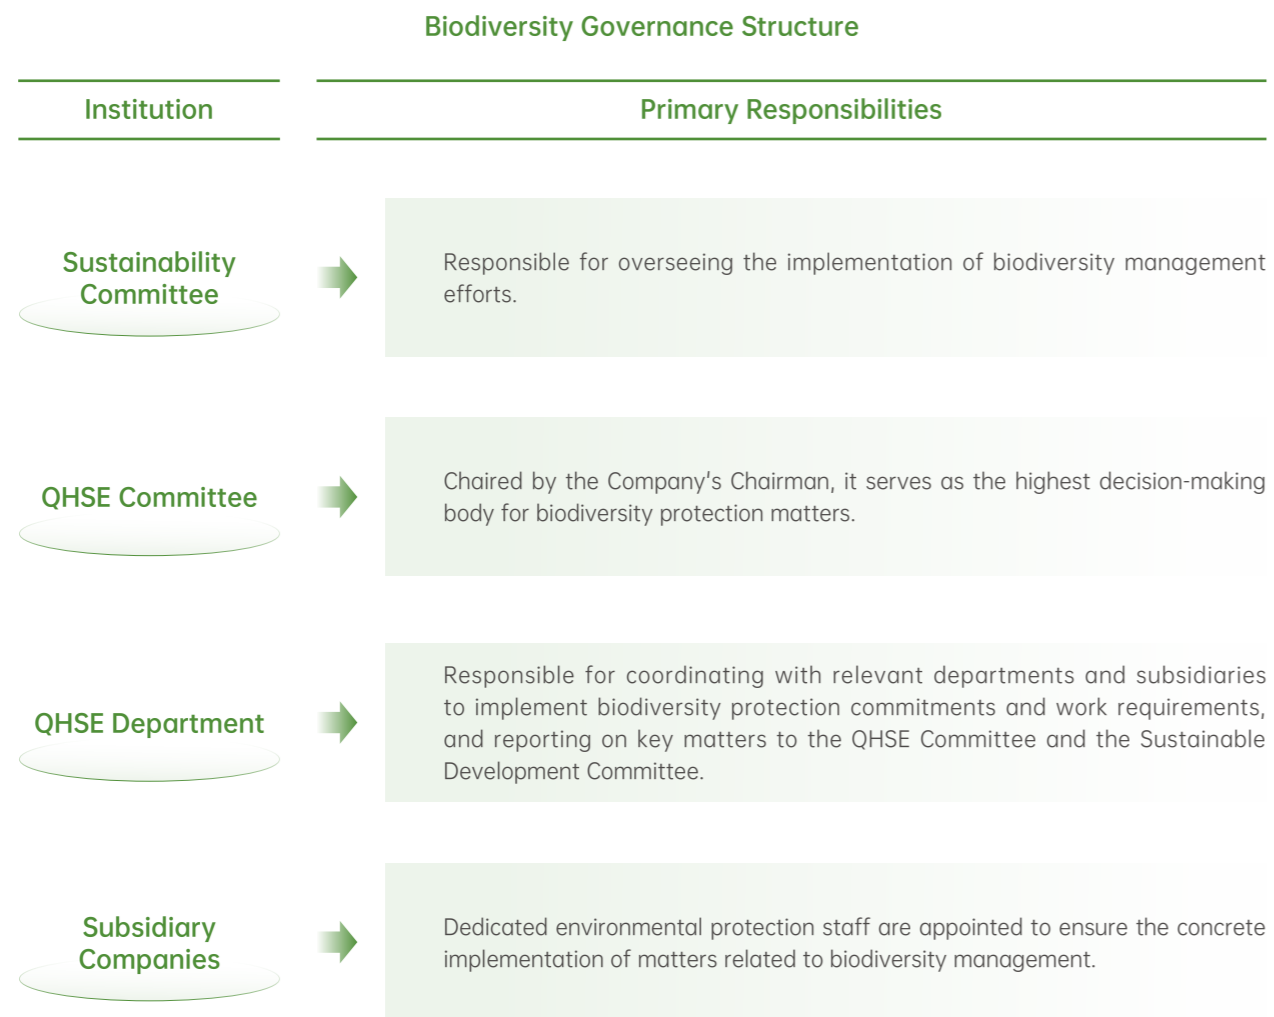 Biodiversity Governance Structure
Institution
Primary Responsibilities
Sustainability
Committee
Responsible for overseeing the implementation of biodiversity management
efforts.
QHSE Committee
Chaired by the Company's Chairman, it serves as the highest decision-making
body for biodiversity protection matters.
QHSE Department
Responsible for coordinating with relevant departments and subsidiaries
to implement biodiversity protection commitments and work requirements,
and reporting on key matters to the QHSE Committee and the Sustainable
Development Committee.
Subsidiary
Companies
Dedicated environmental protection staff are appointed to ensure the concrete
implementation of matters related to biodiversity management.